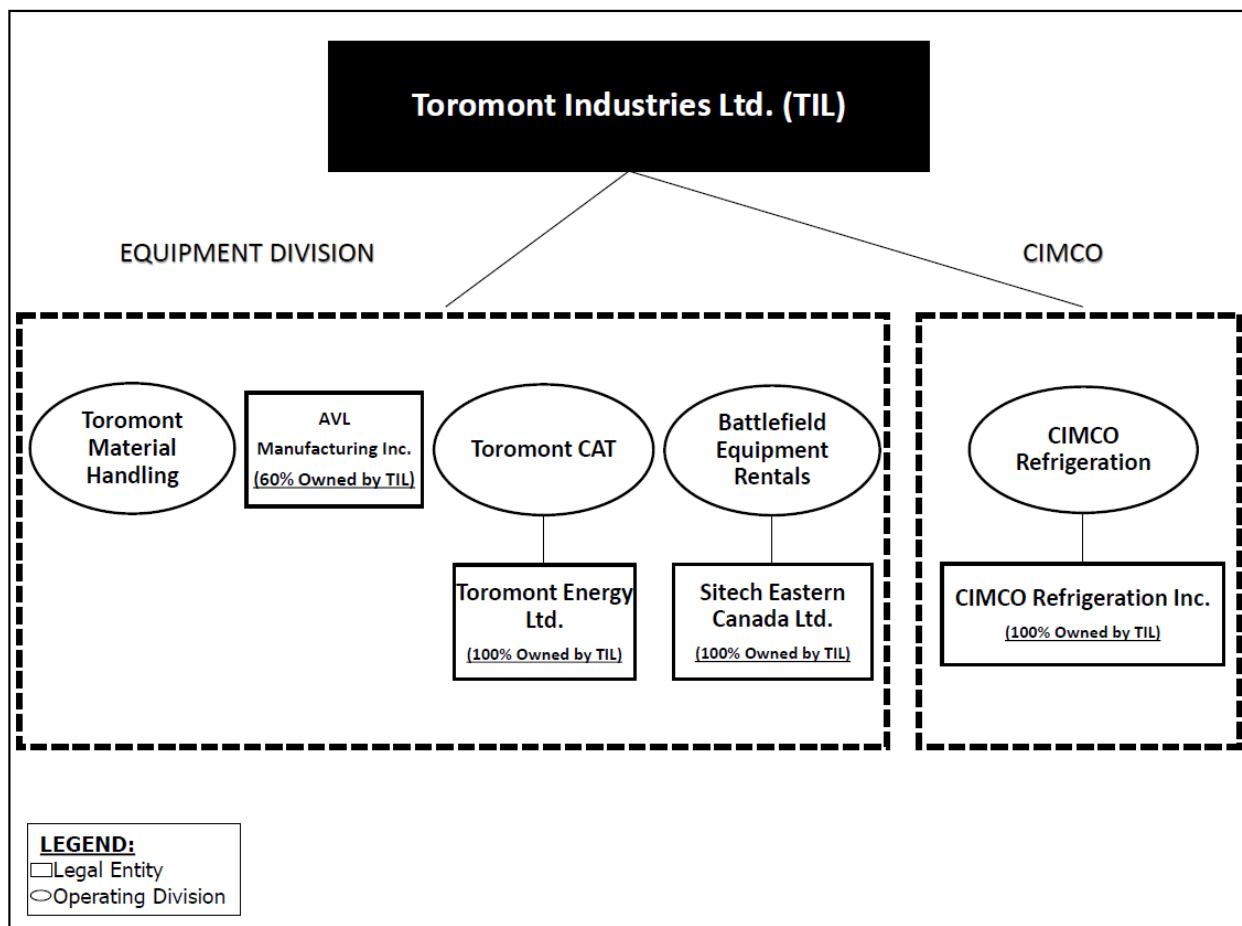 Toromont Industries Ltd. (TIL)
EQUIPMENT DIVISION
CIMCO
Toromont
Material
Handling
AVL
Manufacturing Inc.
(60% Owned by TIL)
Toromont CAT
Battlefield
Equipment
Rentals
CIMCO
Refrigeration
Toromont Energy
Ltd.
(100% Owned by TIL)
Sitech Eastern
Canada Ltd.
(100% Owned by TIL)
CIMCO Refrigeration Inc.
(100% Owned by TIL)
LEGEND:
Legal Entity
Operating Division